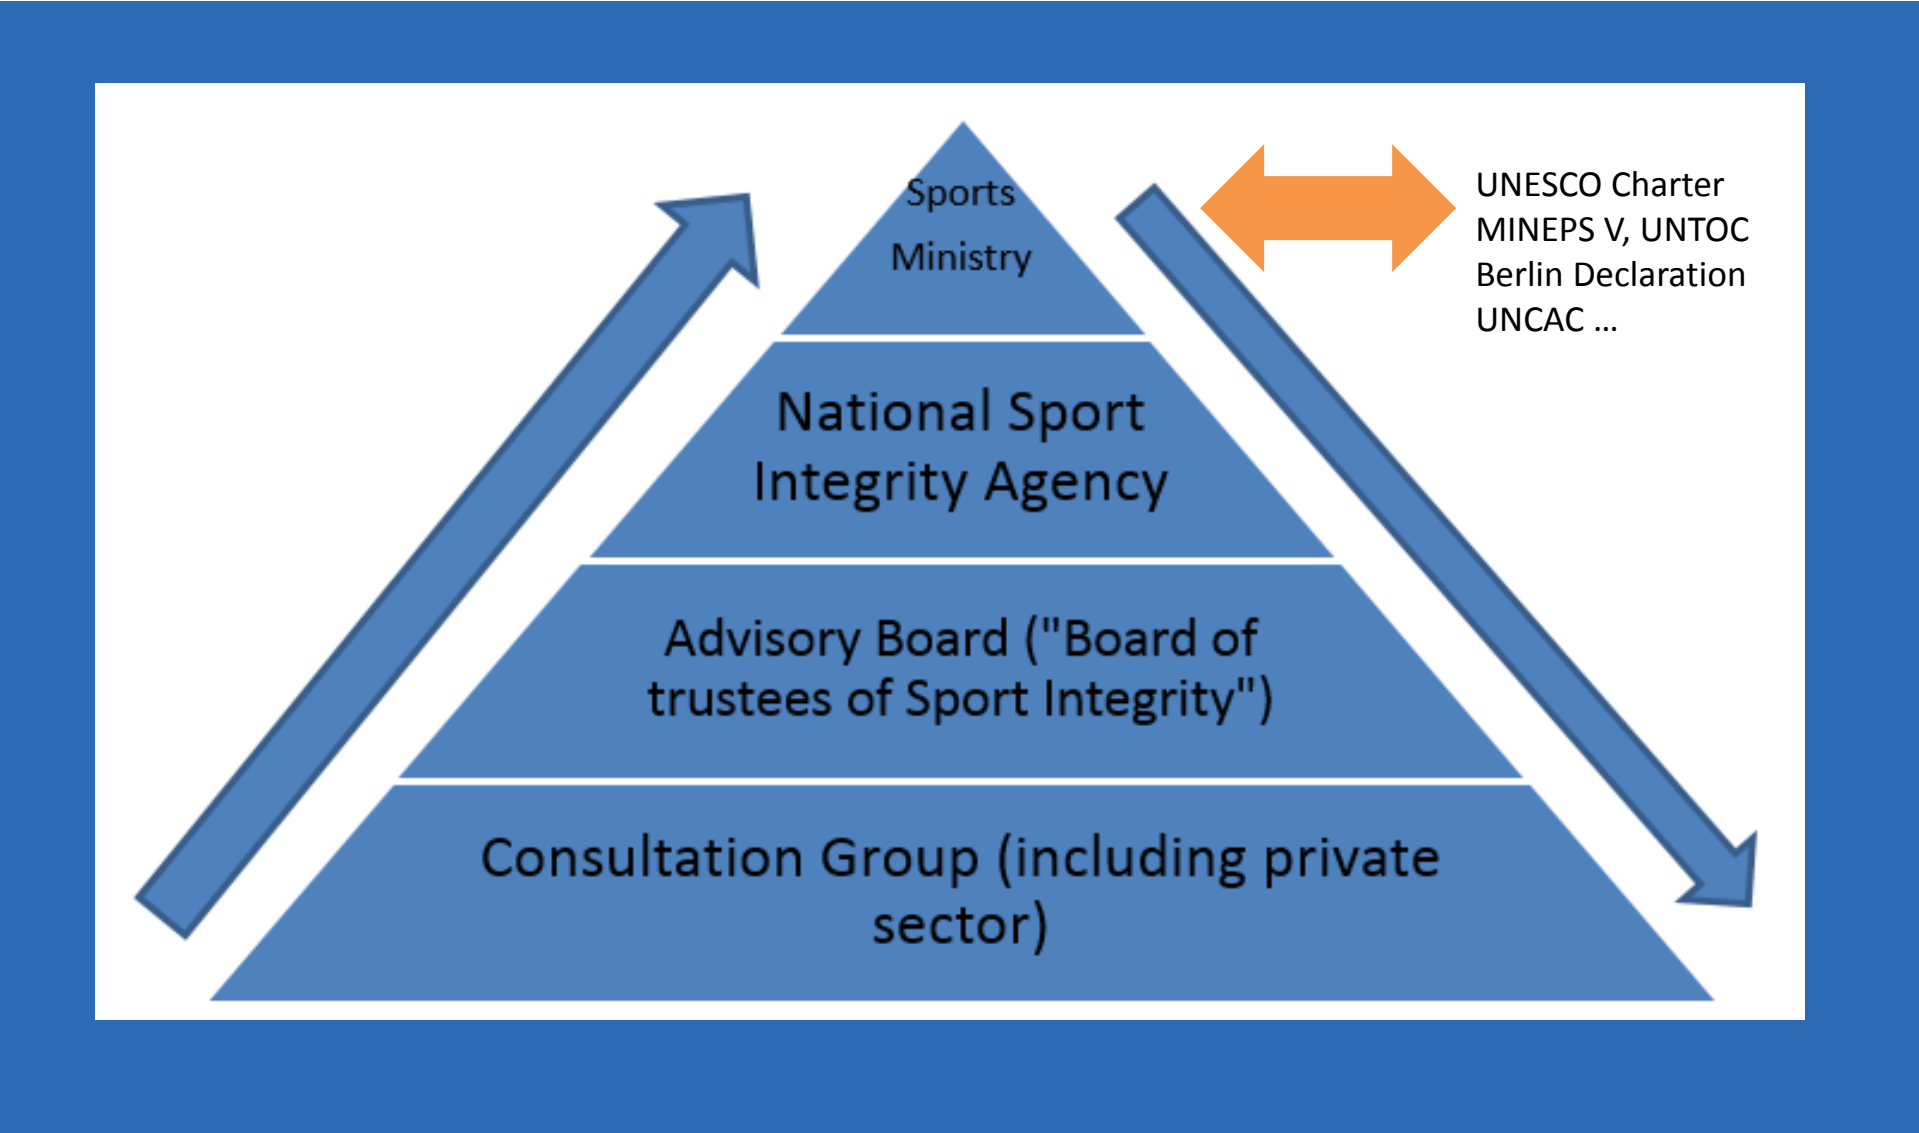 Sports
Ministry
UNESCO Charter
MINEPS V, UNTOC
Berlin Declaration
UNCAC ...
National Sport
Integrity Agency
Advisory Board ("Board of
trustees of Sport Integrity")
Consultation Group (including private
sector)